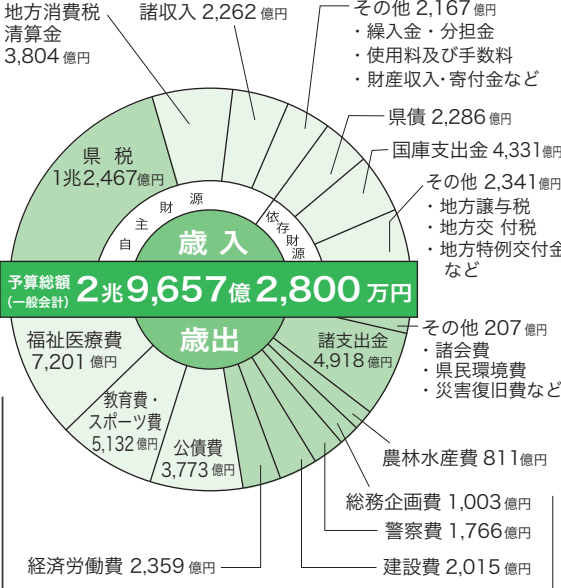 地方消費税
清算金
3,804億円
諸収入 2,262億円
その他 2,167億円
・繰入金・分担金
・使用料及び手数料
・財産収入・寄付金など
県債 2,286億円
国庫支出金 4,331億円
その他 2,341億円
・地方譲与税
・地方交 付税
・地方特例交付金
など
県 税
1兆2,467億円
自主財源
依存財源
歳 入
予算総額
(一般会計)
2兆9,657億2,800万円
歳出
福祉医療費
7,201億円
教育費・
スポーツ費
5,132億円
公債費
3,773億円
諸支出金
4,918億円
その他 207億円
・諸会費
・県民環境費
・災害復旧費など
農林水産費 811億円
総務企画費 1,003億円
警察費 1,766億円
建設費 2,015億円
経済労働費 2,359億円